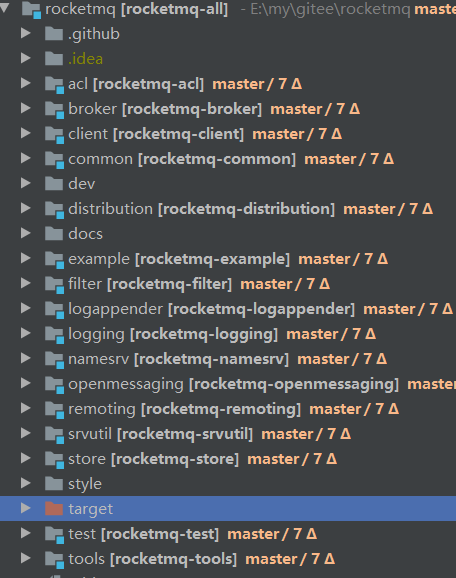 rocketmq [rocketmq-all] - E:\my\gitee\rocketmq maste
.github
.idea
acl [rocketmq-acl] master / 7 Δ
broker [rocketmq-broker] master / 7 Δ
client [rocketmq-client] master / 7 Δ
common [rocketmq-common] master / 7 Δ
dev
distribution [rocketmq-distribution] master / 7 Δ
docs
example [rocketmq-example] master / 7 Δ
filter [rocketmq-filter] master / 7 Δ
logappender [rocketmq-logappender] master / 7 Δ
logging [rocketmq-logging] master / 7 Δ
namesrv [rocketmq-namesrv] master / 7 Δ
openmessaging [rocketmq-openmessaging] master
remoting [rocketmq-remoting] master / 7 Δ
srvutil [rocketmq-srvutil] master / 7 Δ
store [rocketmq-store] master / 7 Δ
style
target
test [rocketmq-test] master / 7 Δ
tools [rocketmq-tools] master / 7 Δ